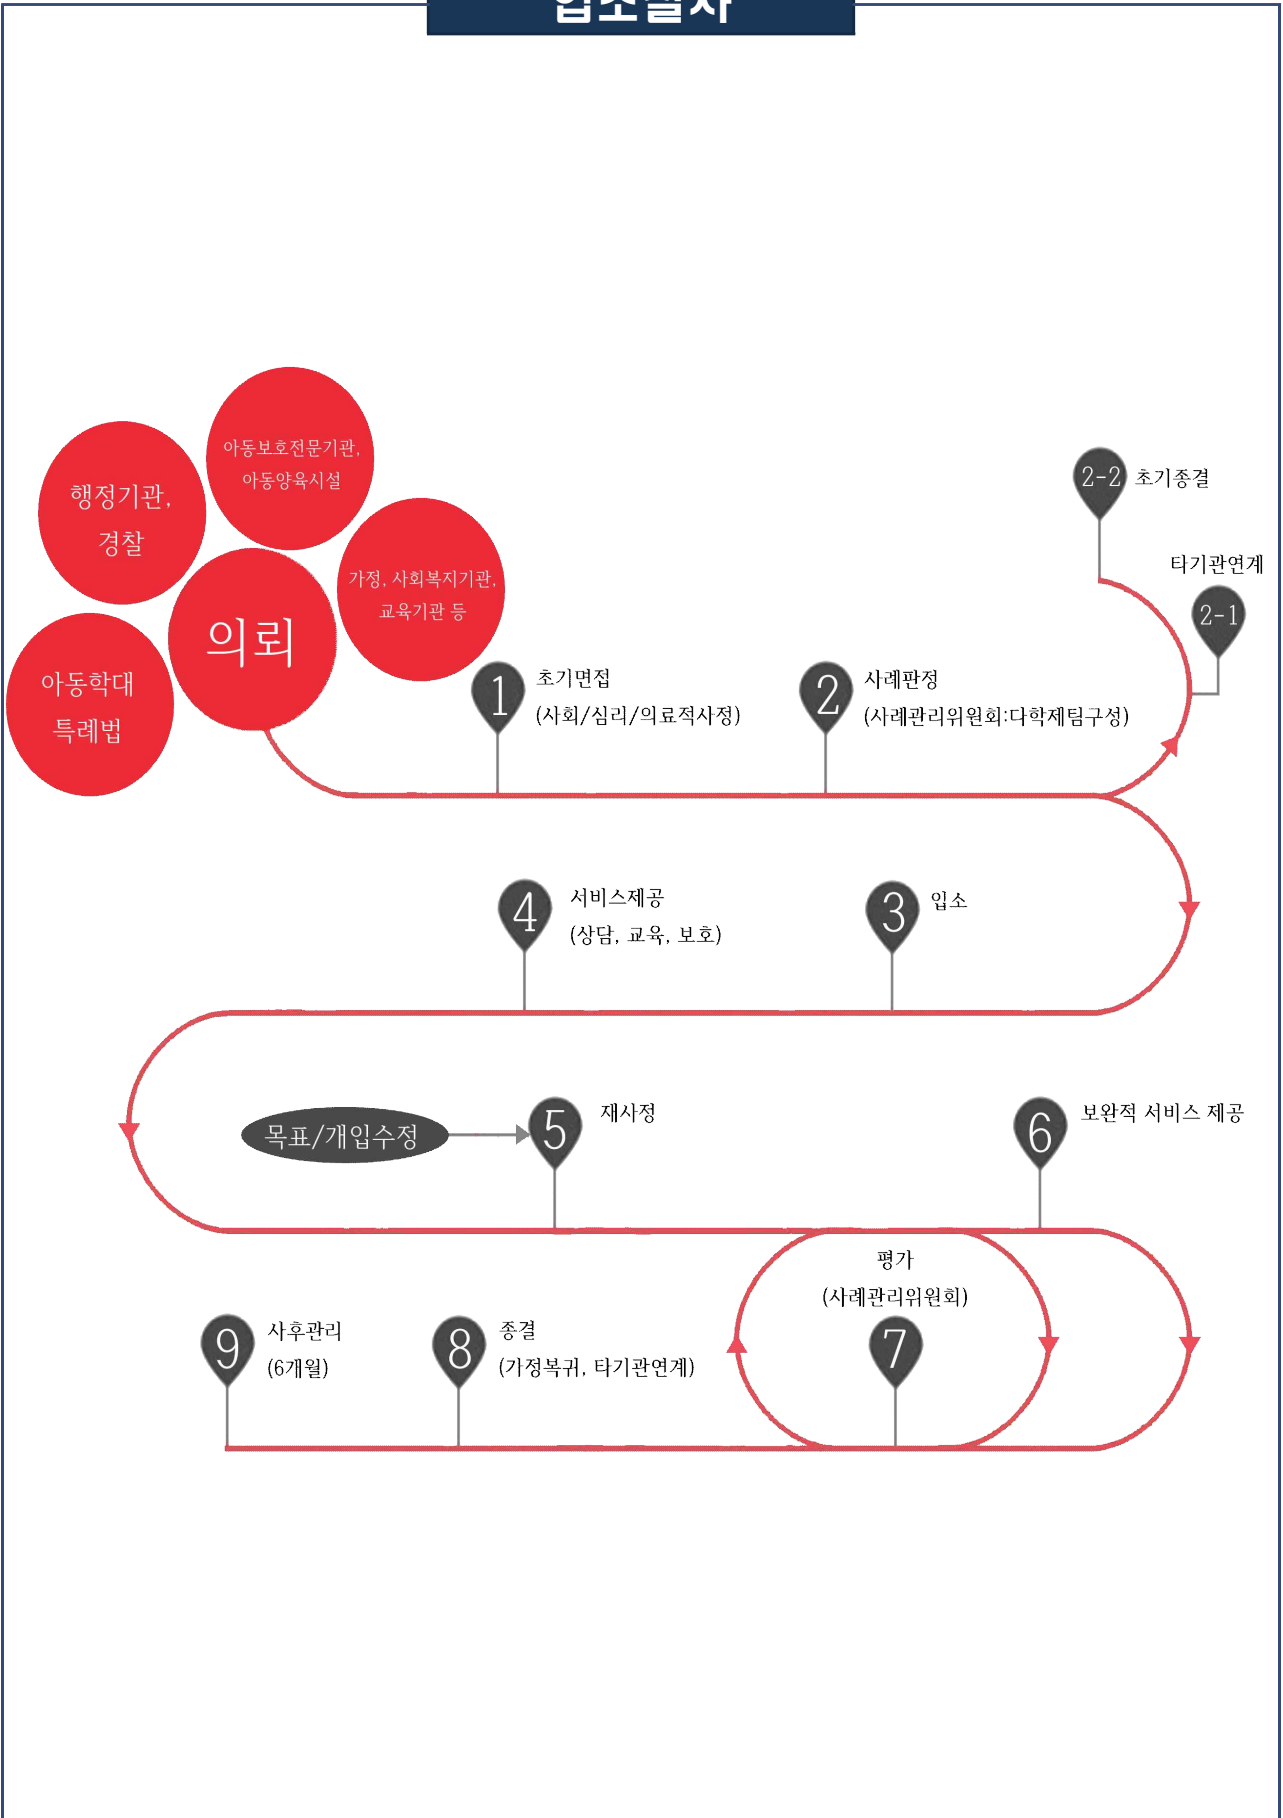 입소절차
아동보호전문기관,
아동양육시설
행정기관,
경찰
가정, 사회복지기관,
교육기관 등
의뢰
아동학대
특례법
1 초기면접
(사회/심리/의료적사정)
2 사례판정
(사례관리위원회:다학제팀구성)
2-2 초기종결
타기관연계
2-1
4 서비스제공
(상담, 교육, 보호)
3 입소
목표/개입수정
5 재사정
6 보완적 서비스 제공
평가
(사례관리위원회)
7
9 사후관리
(6개월)
8 종결
(가정복귀, 타기관연계)